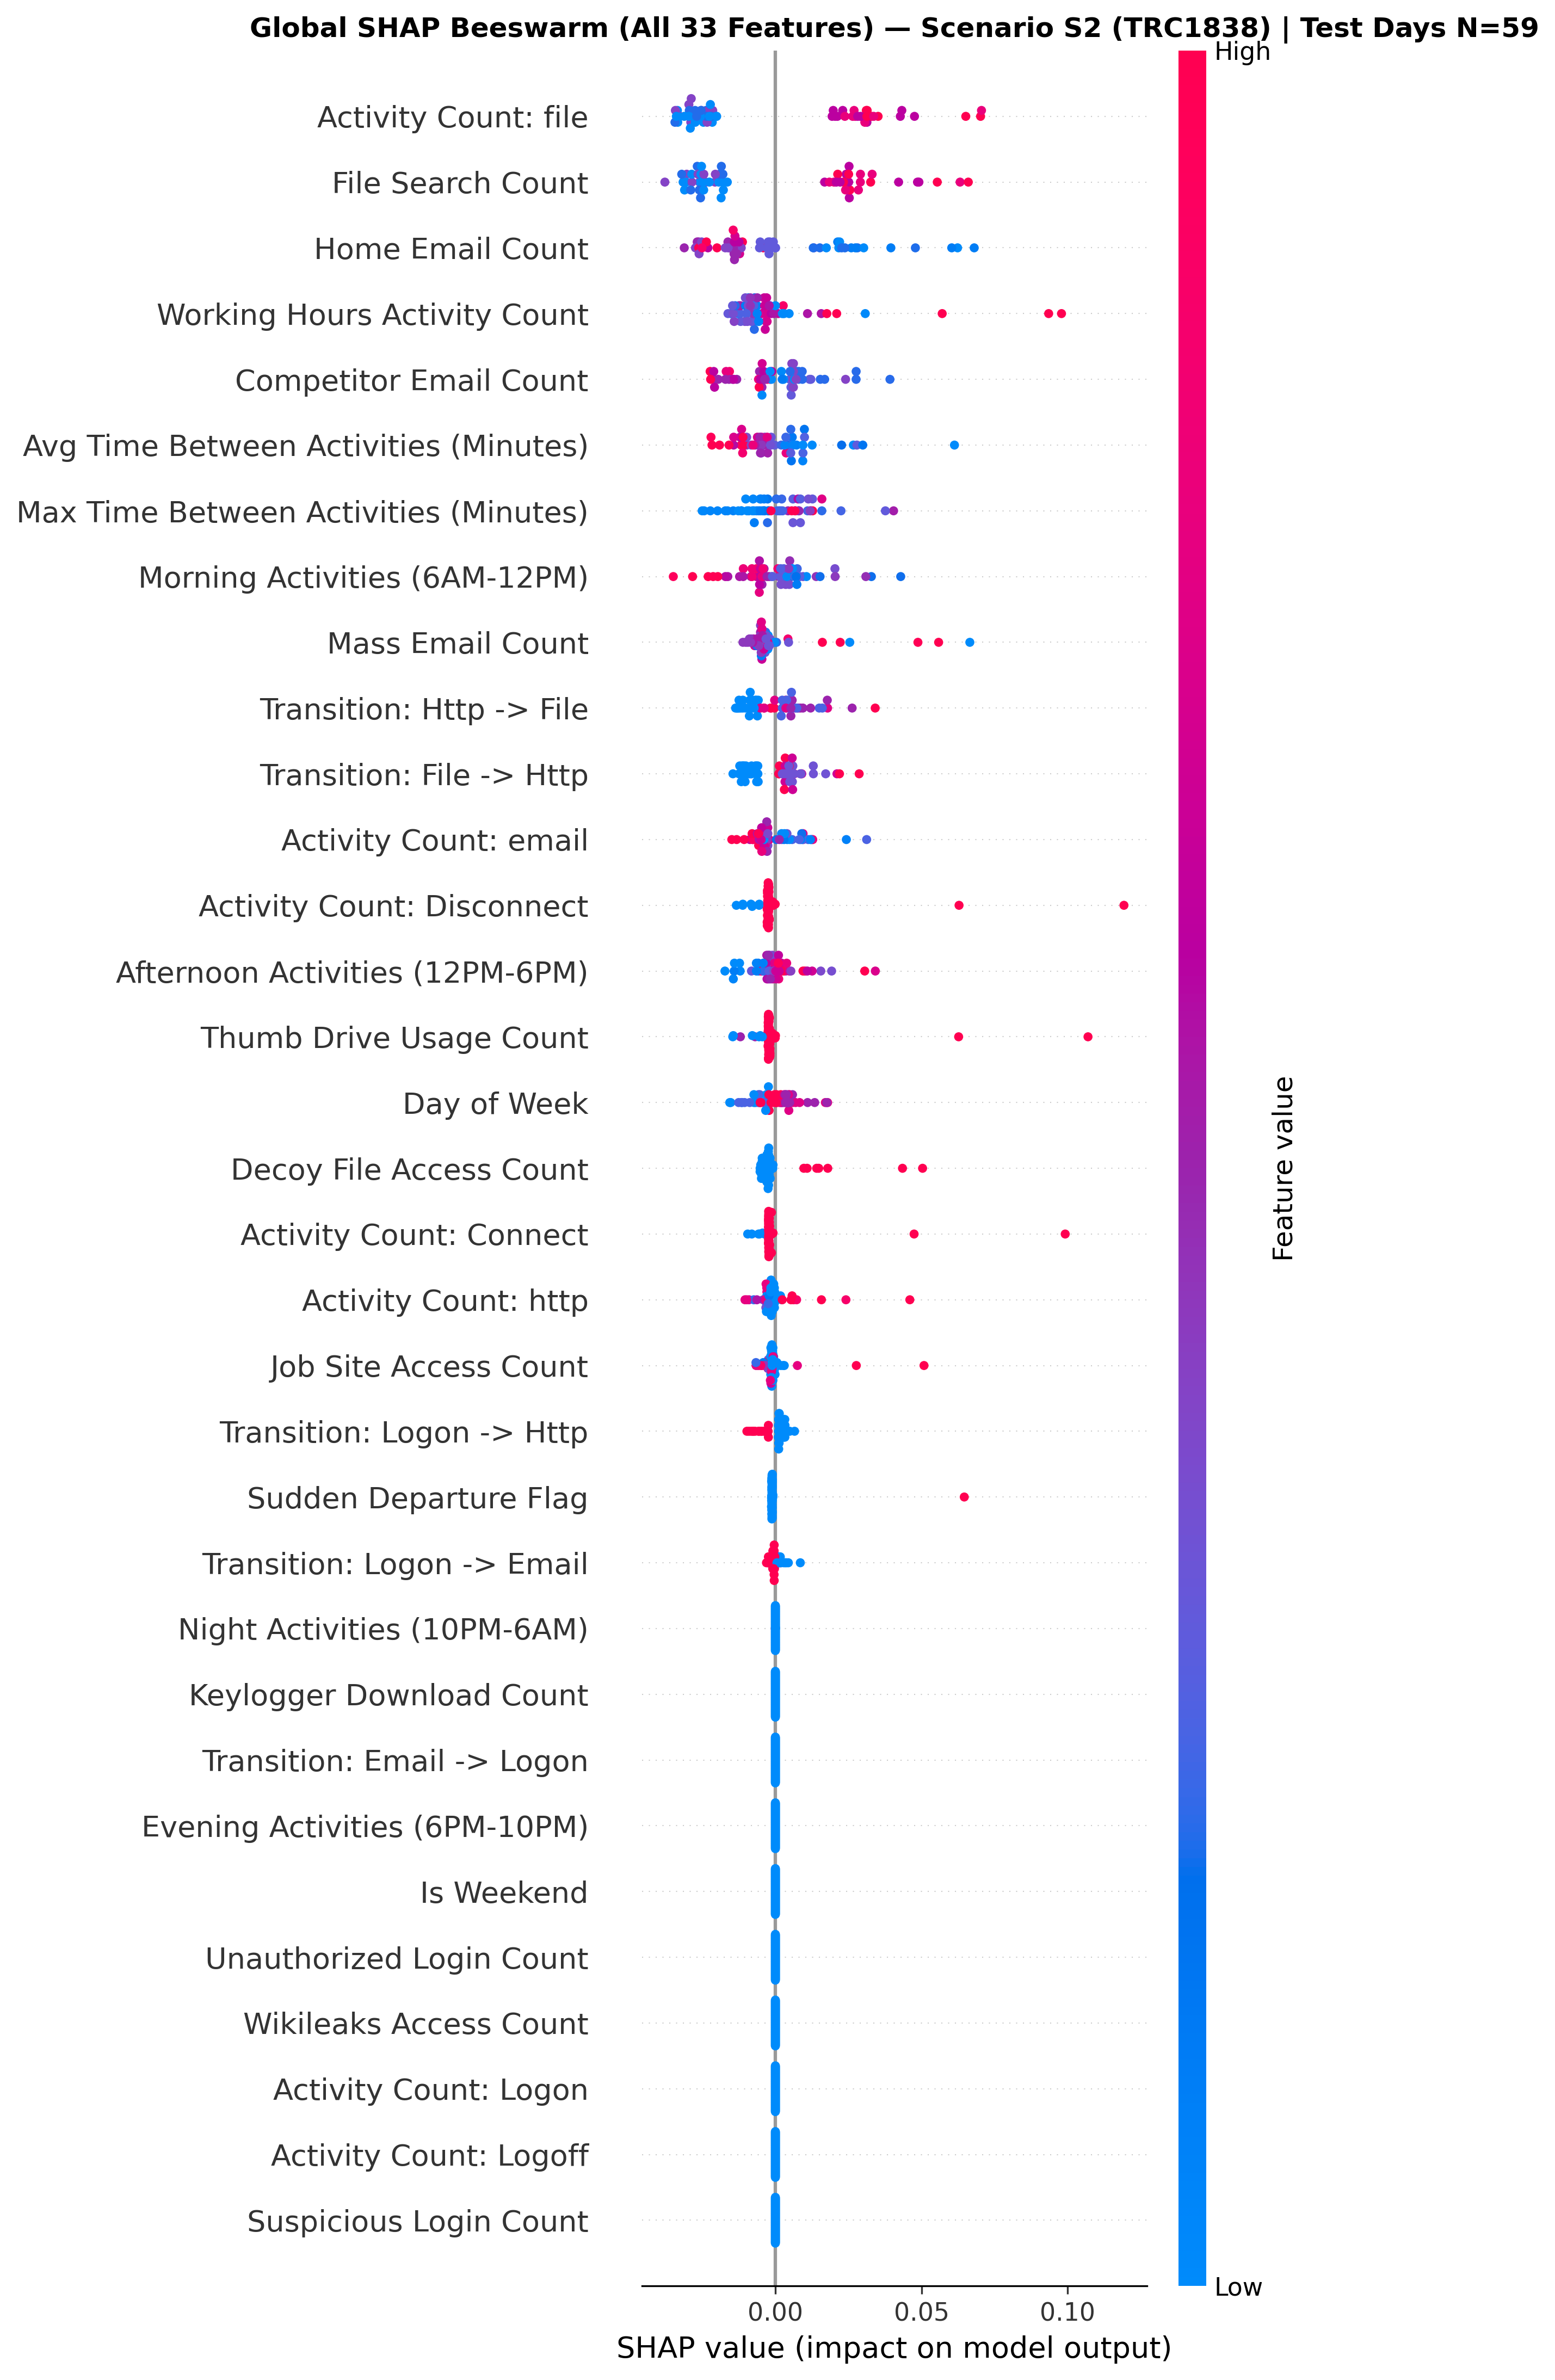 Global SHAP Beeswarm (All 33 Features) — Scenario S2 (TRC1838) | Test Days N=59
High
Activity Count: file
File Search Count
Home Email Count
Working Hours Activity Count
Competitor Email Count
Avg Time Between Activities (Minutes)
Max Time Between Activities (Minutes)
Morning Activities (6AM-12PM)
Mass Email Count
Transition: Http -> File
Transition: File -> Http
Activity Count: email
Activity Count: Disconnect
Afternoon Activities (12PM-6PM)
Thumb Drive Usage Count
Day of Week
Decoy File Access Count
Activity Count: Connect
Activity Count: http
Job Site Access Count
Transition: Logon -> Http
Sudden Departure Flag
Transition: Logon -> Email
Night Activities (10PM-6AM)
Keylogger Download Count
Transition: Email -> Logon
Evening Activities (6PM-10PM)
Is Weekend
Unauthorized Login Count
Wikileaks Access Count
Activity Count: Logon
Activity Count: Logoff
Suspicious Login Count
Feature value
Low
0.00 0.05 0.10
SHAP value (impact on model output)